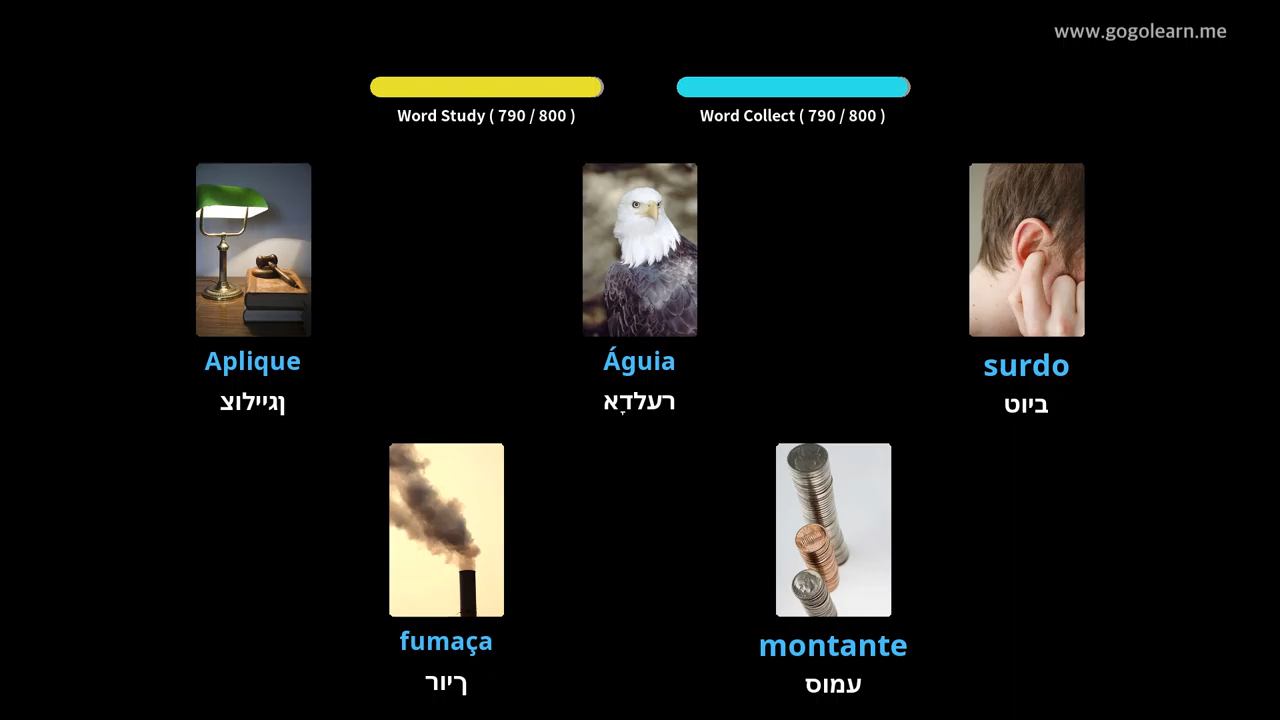 www.gogolearn.me
Word Study ( 790 / 800 )
Word Collect ( 790 / 800 )
Aplique
ןגיילוצ
Águia
רעלדָא
surdo
ביוט
fumaça
ךיור
montante
עמוס